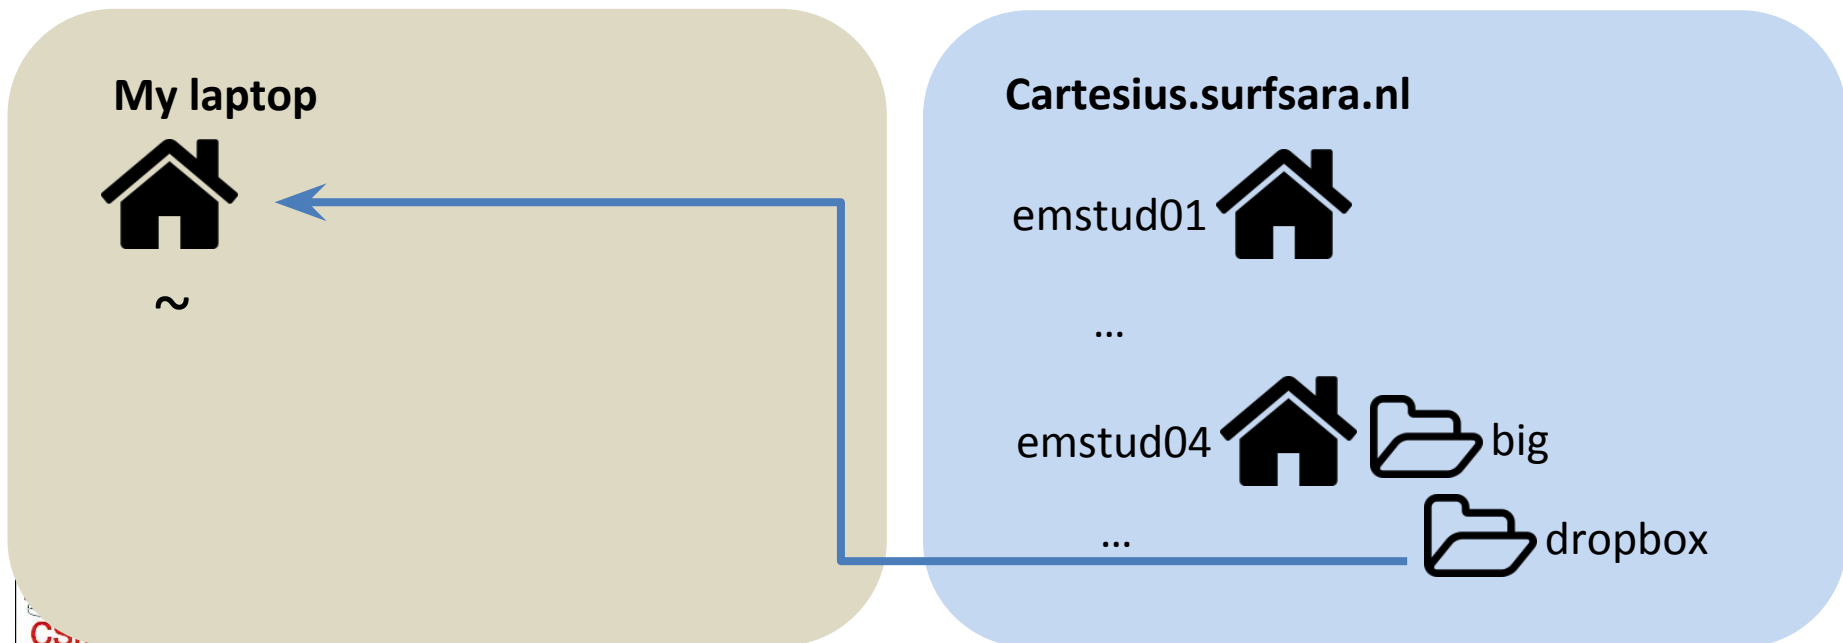 My laptop
~
Cartesius.surfsara.nl
emstud01
...
emstud04
big
...
dropbox